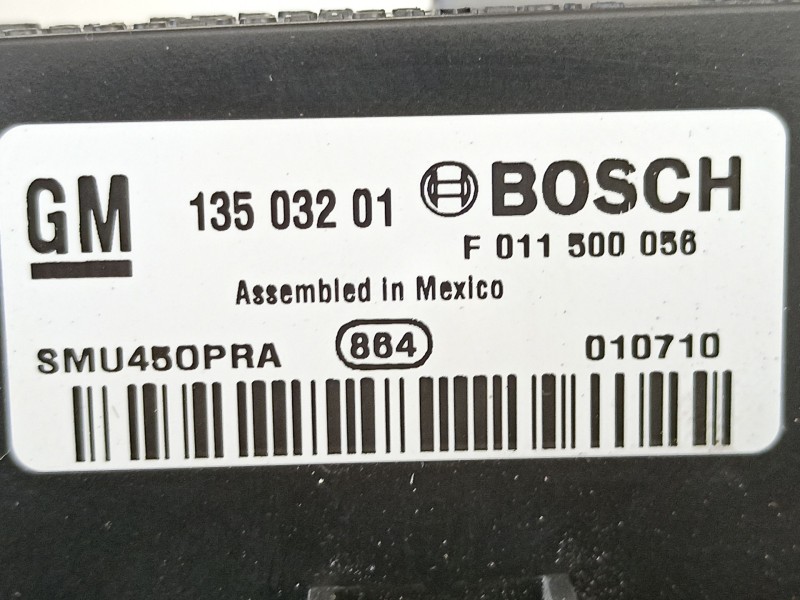 GM 135 032 01 BOSCH
F 011 500 056
Assembled in Mexico
SMU450PRA 864 010710